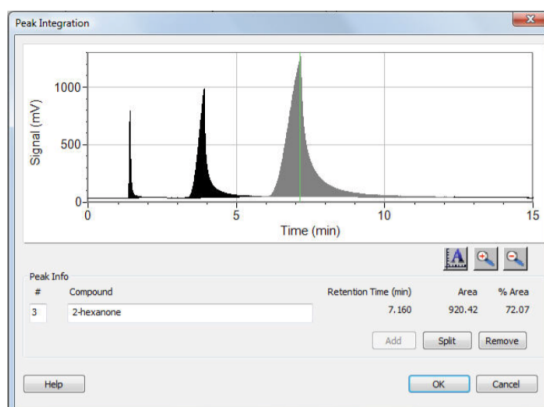 Peak Integration
1000
500
0
Signal (mV)
0 5 10 15
Time (min)
A
Peak Info
# Compound Retention Time (min) Area % Area
3 2-hexanone 7.160 920.42 72.07
Add Split Remove
Help OK Cancel